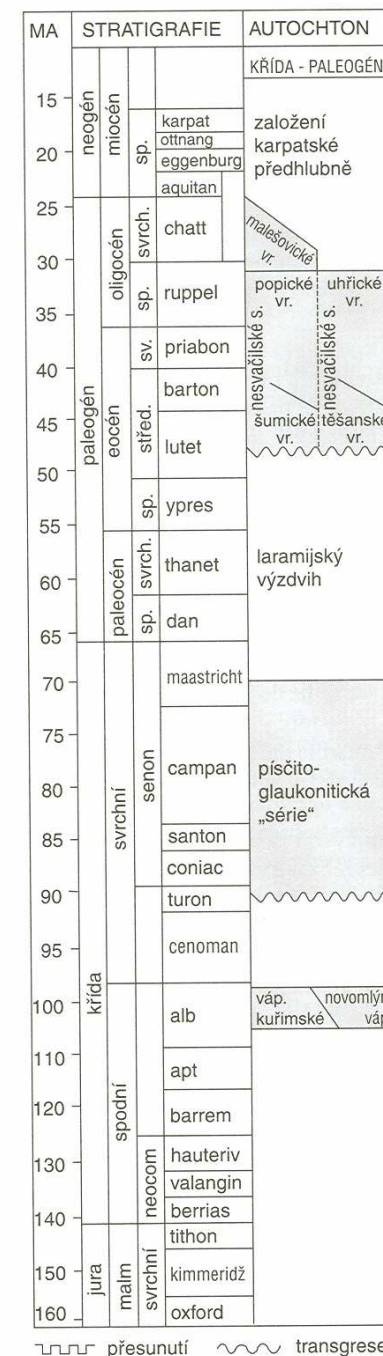 MA STRATIGRAFIE AUTOCHTON
KŘÍDA - PALEOGÉN
15
20
25
30
35
40
45
50
55
60
65
70
75
80
85
90
95
100
110
120
130
140
150
160
neogén
paleogén
křída
jura
miocén
oligocén
eocén
paleocén
svrchní
spodní
malm
sp.
svrch.
sp.
sv.
střed.
sp.
svrch.
sp.
senon
neocom
svrchní
karpat
ottnang
eggenburg
aquitan
chatt
ruppel
priabon
barton
lutet
ypres
thanet
dan
maastricht
campan
santon
coniac
turon
cenoman
alb
apt
barrem
hauteriv
valangin
berrias
tithon
kimmeridž
oxford
založení
karpatské
předhlubně
malešovické
vr.
popické
vr.
uhřické
vr.
nesvačilské s.
nesvačilské s.
šumické
vr.
těšanské
vr.
laramijský
výzdvih
písčito-
glaukonitická
„série“
váp.
kuřimské
novomlýn
váp
přesunutí transgrese